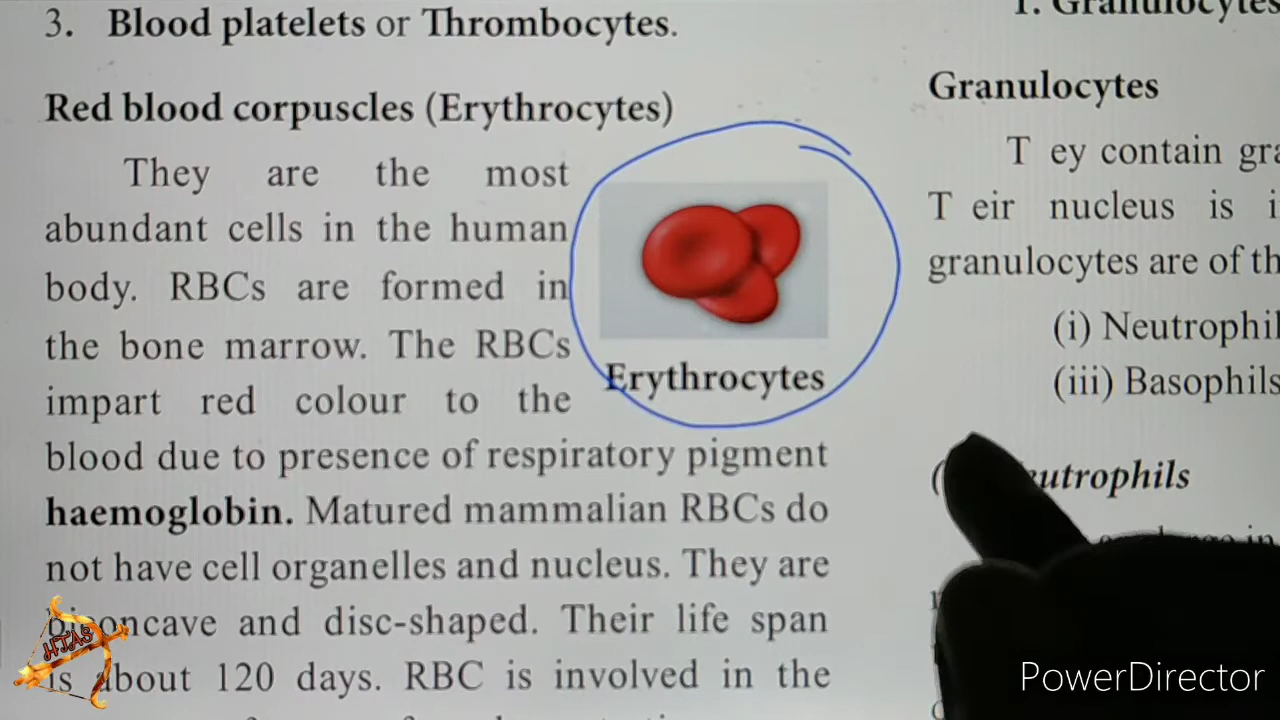 3. Blood platelets or Thrombocytes.
Red blood corpuscles (Erythrocytes)
They are the most
abundant cells in the human
body. RBCs are formed in
the bone marrow. The RBCs
impart red colour to the
blood due to presence of respiratory pigment
haemoglobin. Matured mammalian RBCs do
not have cell organelles and nucleus. They are
biconcave and disc-shaped. Their life span
is about 120 days. RBC is involved in the
Erythrocytes
1. Granulocytes
Granulocytes
T ey contain gra
T eir nucleus is i
granulocytes are of th
(i) Neutrophil
(iii) Basophils
eutrophils
HTAS
PowerDirector